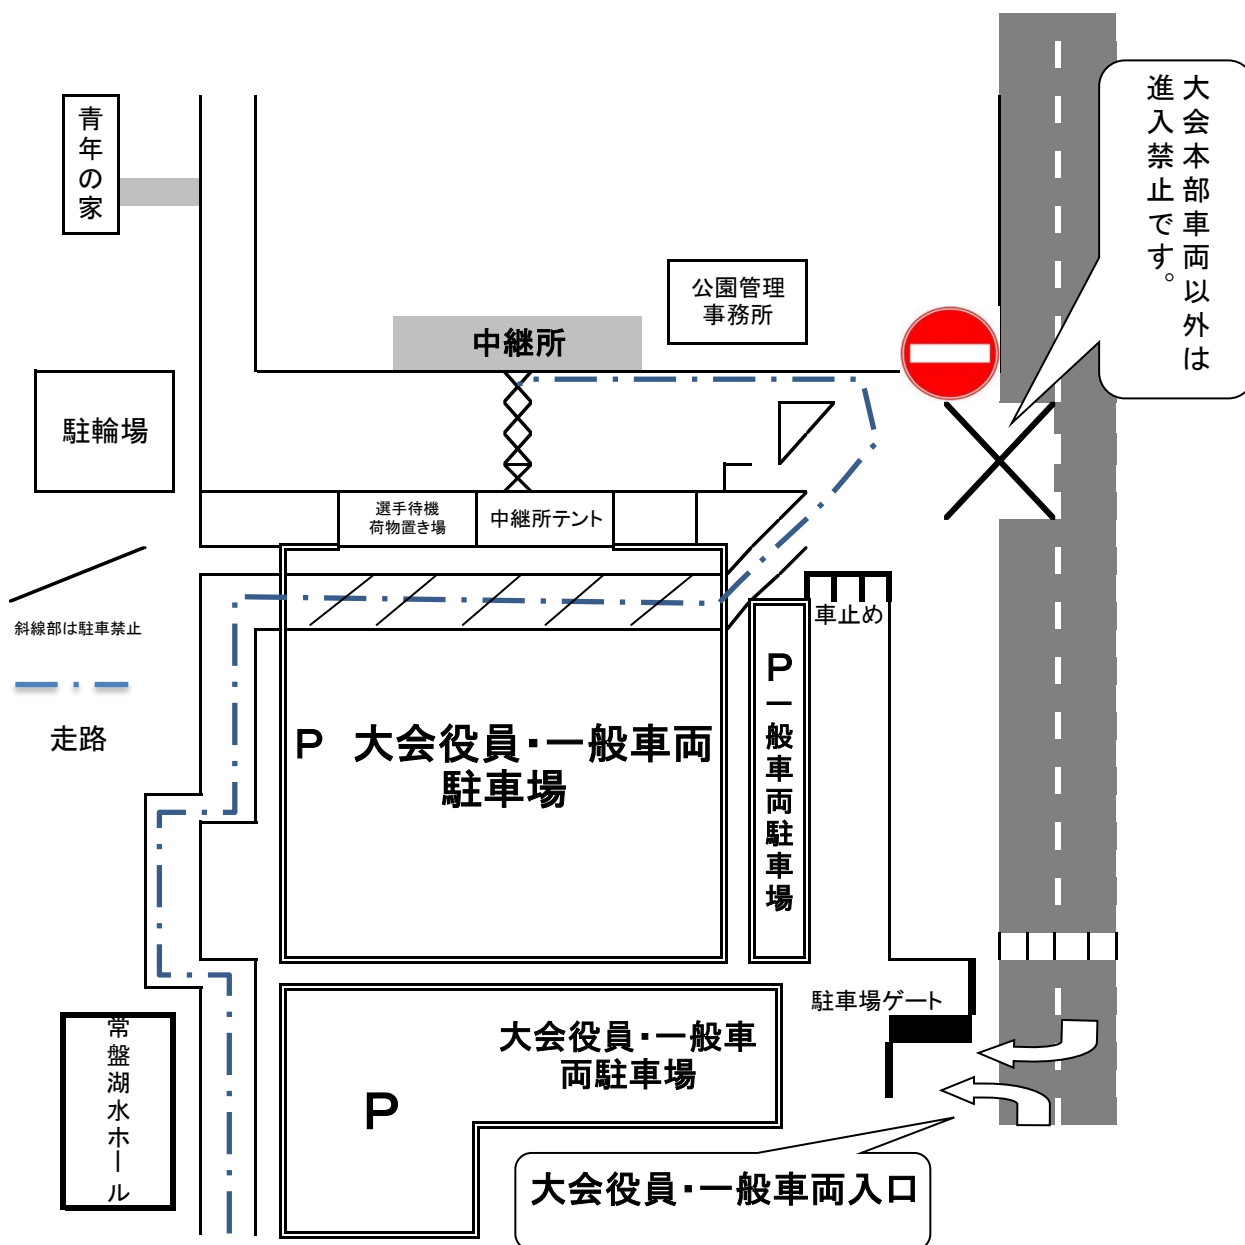 大会本部車両以外は
進入禁止です。
青年の家
公園管理
事務所
中継所
駐輪場
選手待機
荷物置き場
中継所テント
斜線部は駐車禁止
走路
車止め
P 大会役員・一般車両
駐車場
P一般車両駐車場
駐車場ゲート
大会役員・一般車
両駐車場
P
常盤湖水ホール
大会役員・一般車両入口